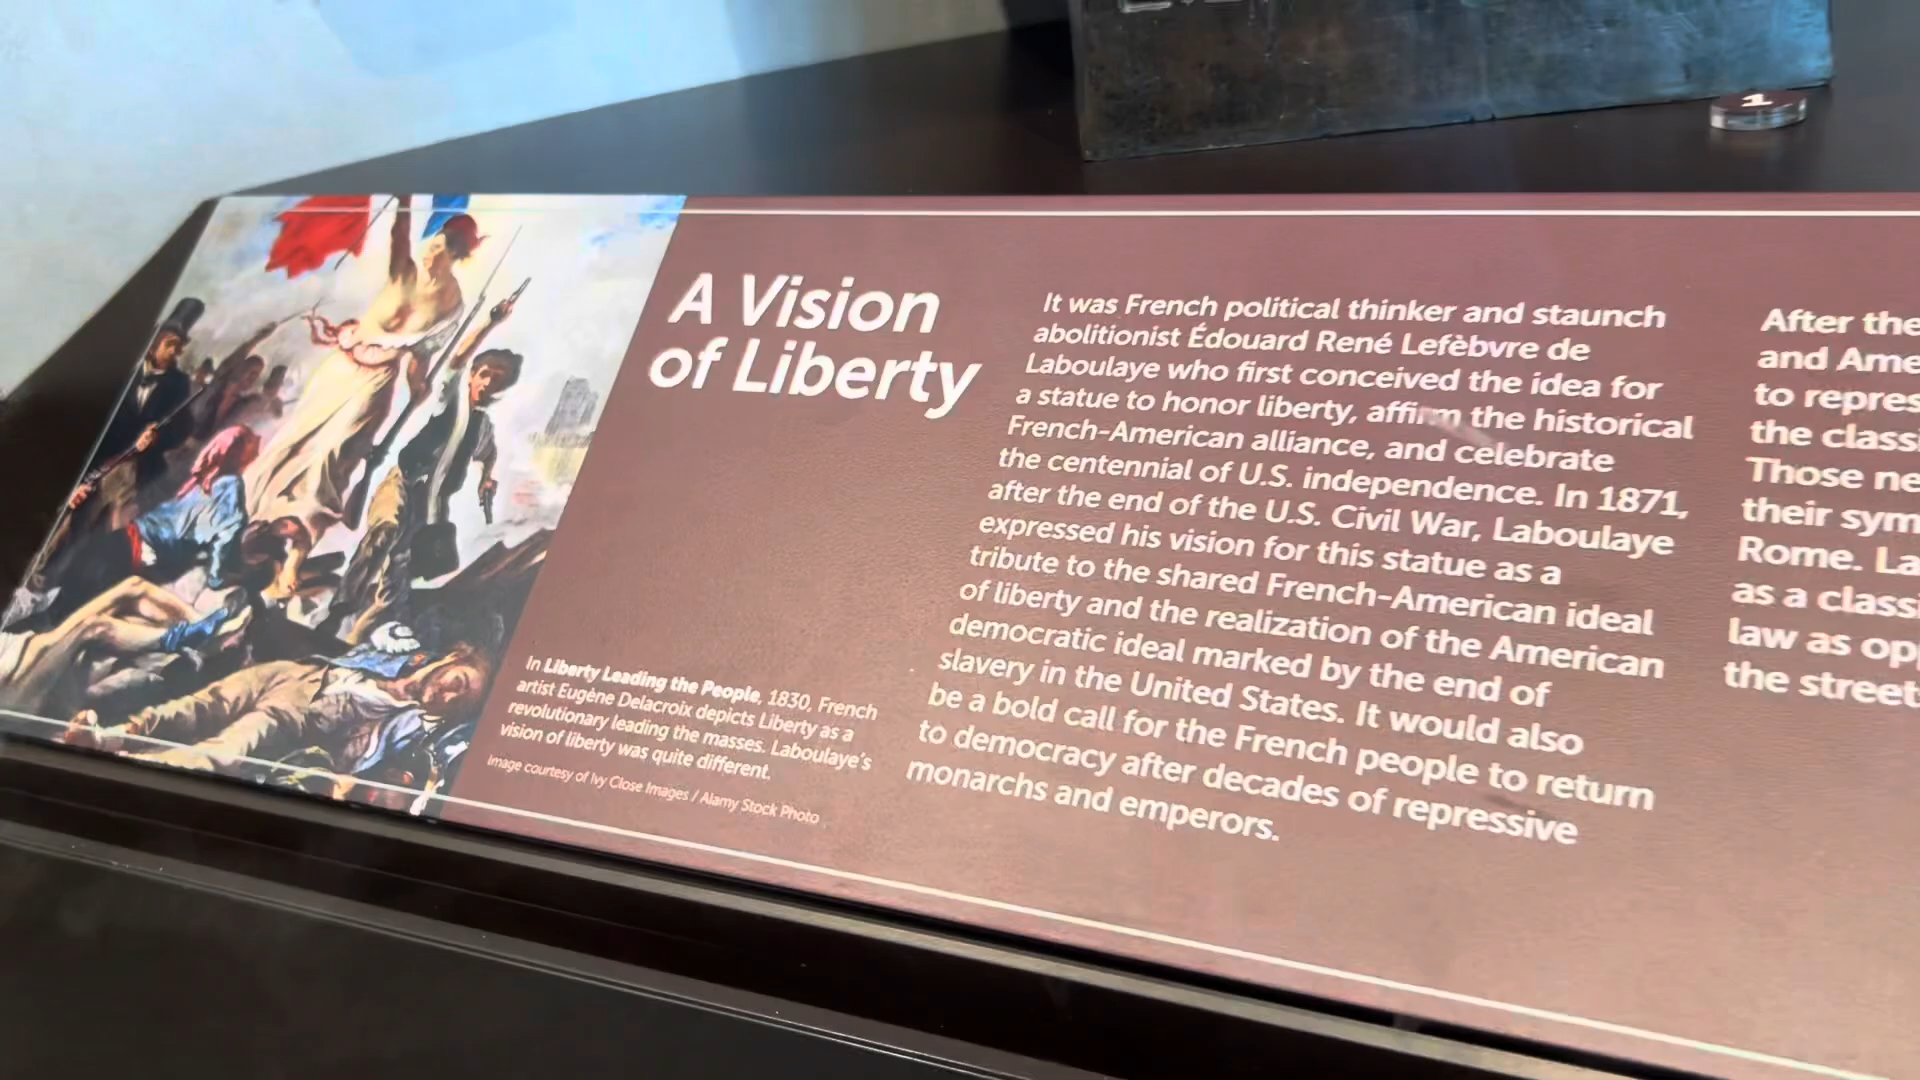 1
A Vision
of Liberty
In Liberty Leading the People, 1830, French
artist Eugène Delacroix depicts Liberty as a
revolutionary leading the masses. Laboulaye's
vision of liberty was quite different.
Image courtesy of Ivy Close Images / Alamy Stock Photo
It was French political thinker and staunch
abolitionist Édouard René Lefèbvre de
Laboulaye who first conceived the idea for
a statue to honor liberty, affirm the historical
French-American alliance, and celebrate
the centennial of U.S. independence. In 1871,
after the end of the U.S. Civil War, Laboulaye
expressed his vision for this statue as a
tribute to the shared French-American ideal
of liberty and the realization of the American
democratic ideal marked by the end of
slavery in the United States. It would also
be a bold call for the French people to return
to democracy after decades of repressive
monarchs and emperors.
After the
and Ame
to repres
the classi
Those ne
their sym
Rome. La
as a classi
law as opp
the street